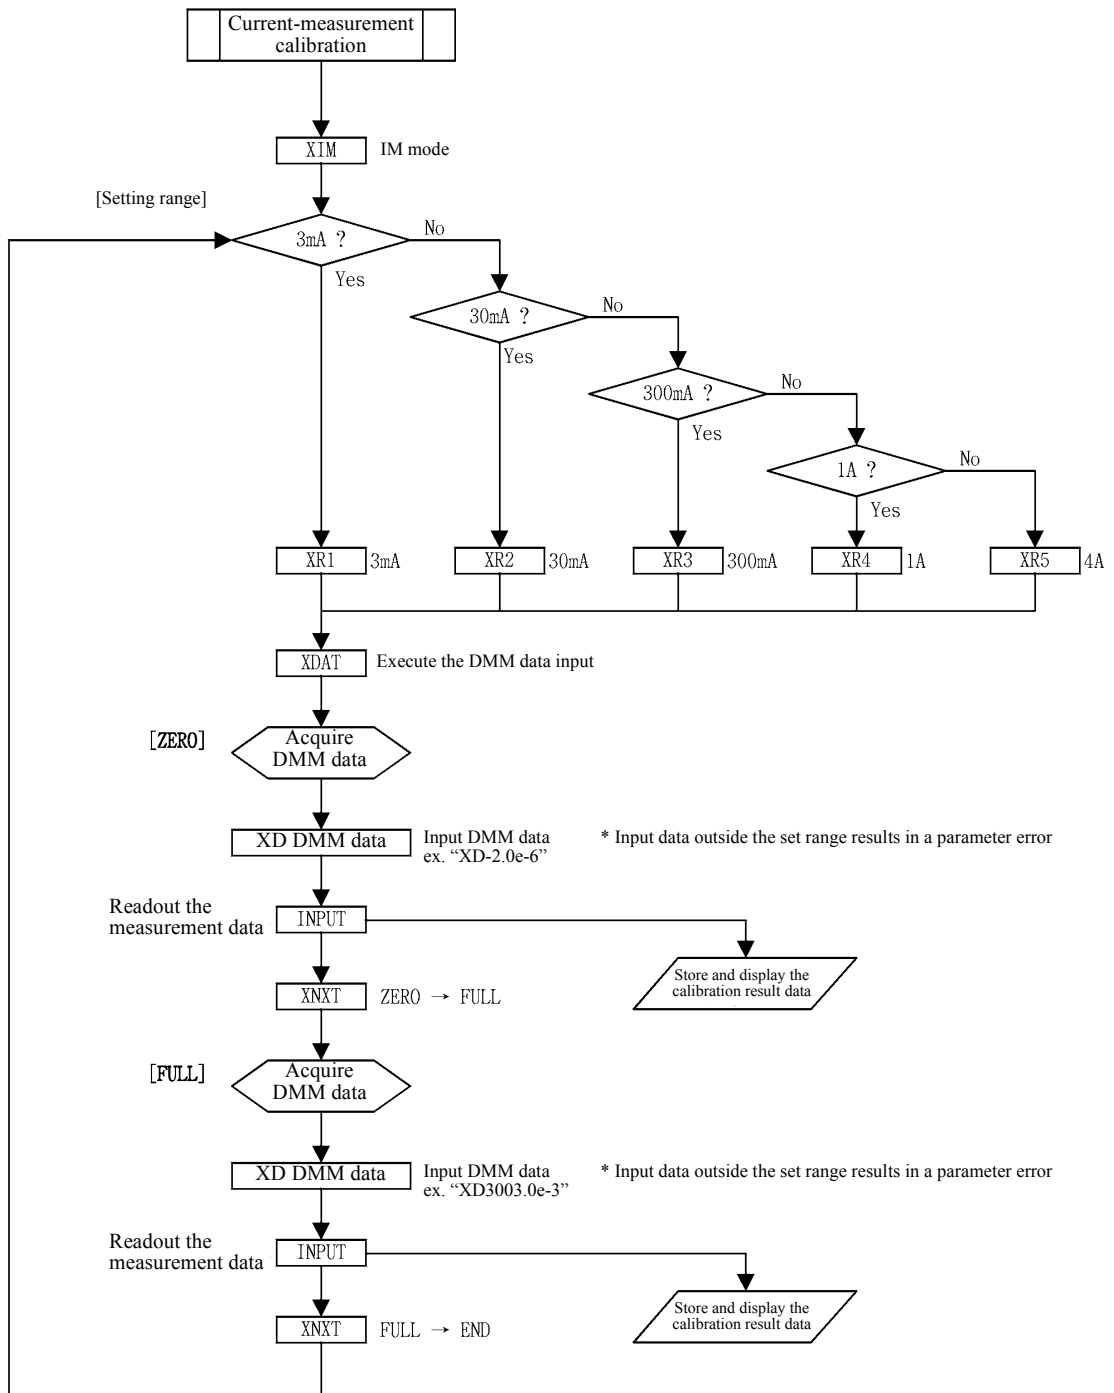 Current-measurement
calibration
XIM
IM mode
[Setting range]
3mA ?
No
Yes
30mA ?
No
Yes
300mA ?
No
Yes
1A ?
No
Yes
XR1
3mA
XR2
30mA
XR3
300mA
XR4
1A
XR5
4A
XDAT
Execute the DMM data input
[ZERO]
Acquire
DMM data
XD DMM data
Input DMM data
ex. “XD-2.0e-6”
* Input data outside the set range results in a parameter error
Readout the
measurement data
INPUT
Store and display the
calibration result data
XNXT
ZERO → FULL
[FULL]
Acquire
DMM data
XD DMM data
Input DMM data
ex. “XD3003.0e-3”
* Input data outside the set range results in a parameter error
Readout the
measurement data
INPUT
Store and display the
calibration result data
XNXT
FULL → END